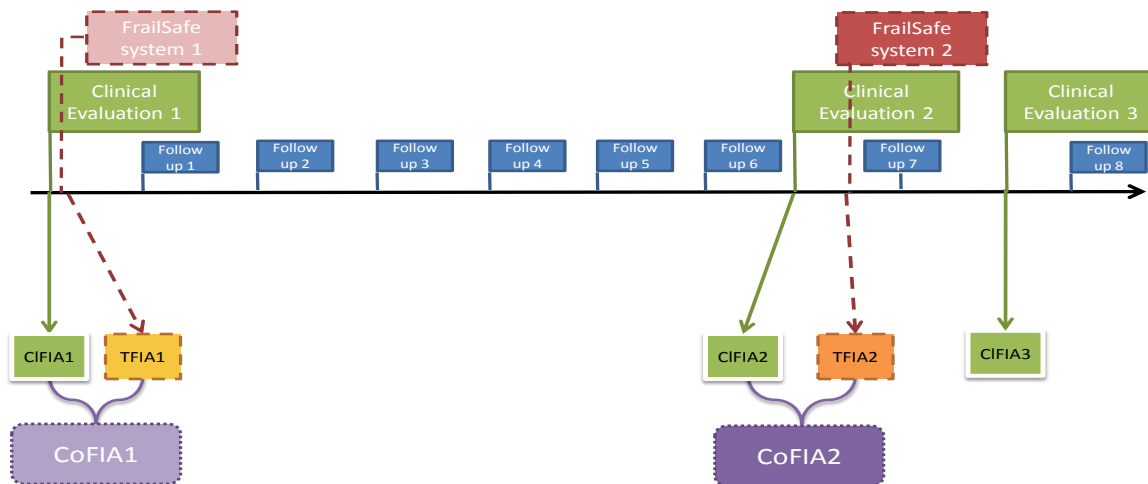 FrailSafe
system 1
FrailSafe
system 2
Clinical
Evaluation 1
Clinical
Evaluation 2
Clinical
Evaluation 3
Follow
up 1
Follow
up 2
Follow
up 3
Follow
up 4
Follow
up 5
Follow
up 6
Follow
up 7
Follow
up 8
ClFIA1
TFIA1
ClFIA2
TFIA2
ClFIA3
CoFIA1
CoFIA2